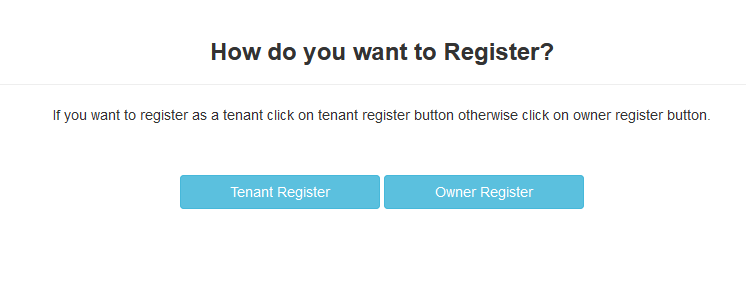 How do you want to Register?
If you want to register as a tenant click on tenant register button otherwise click on owner register button.
Tenant Register Owner Register